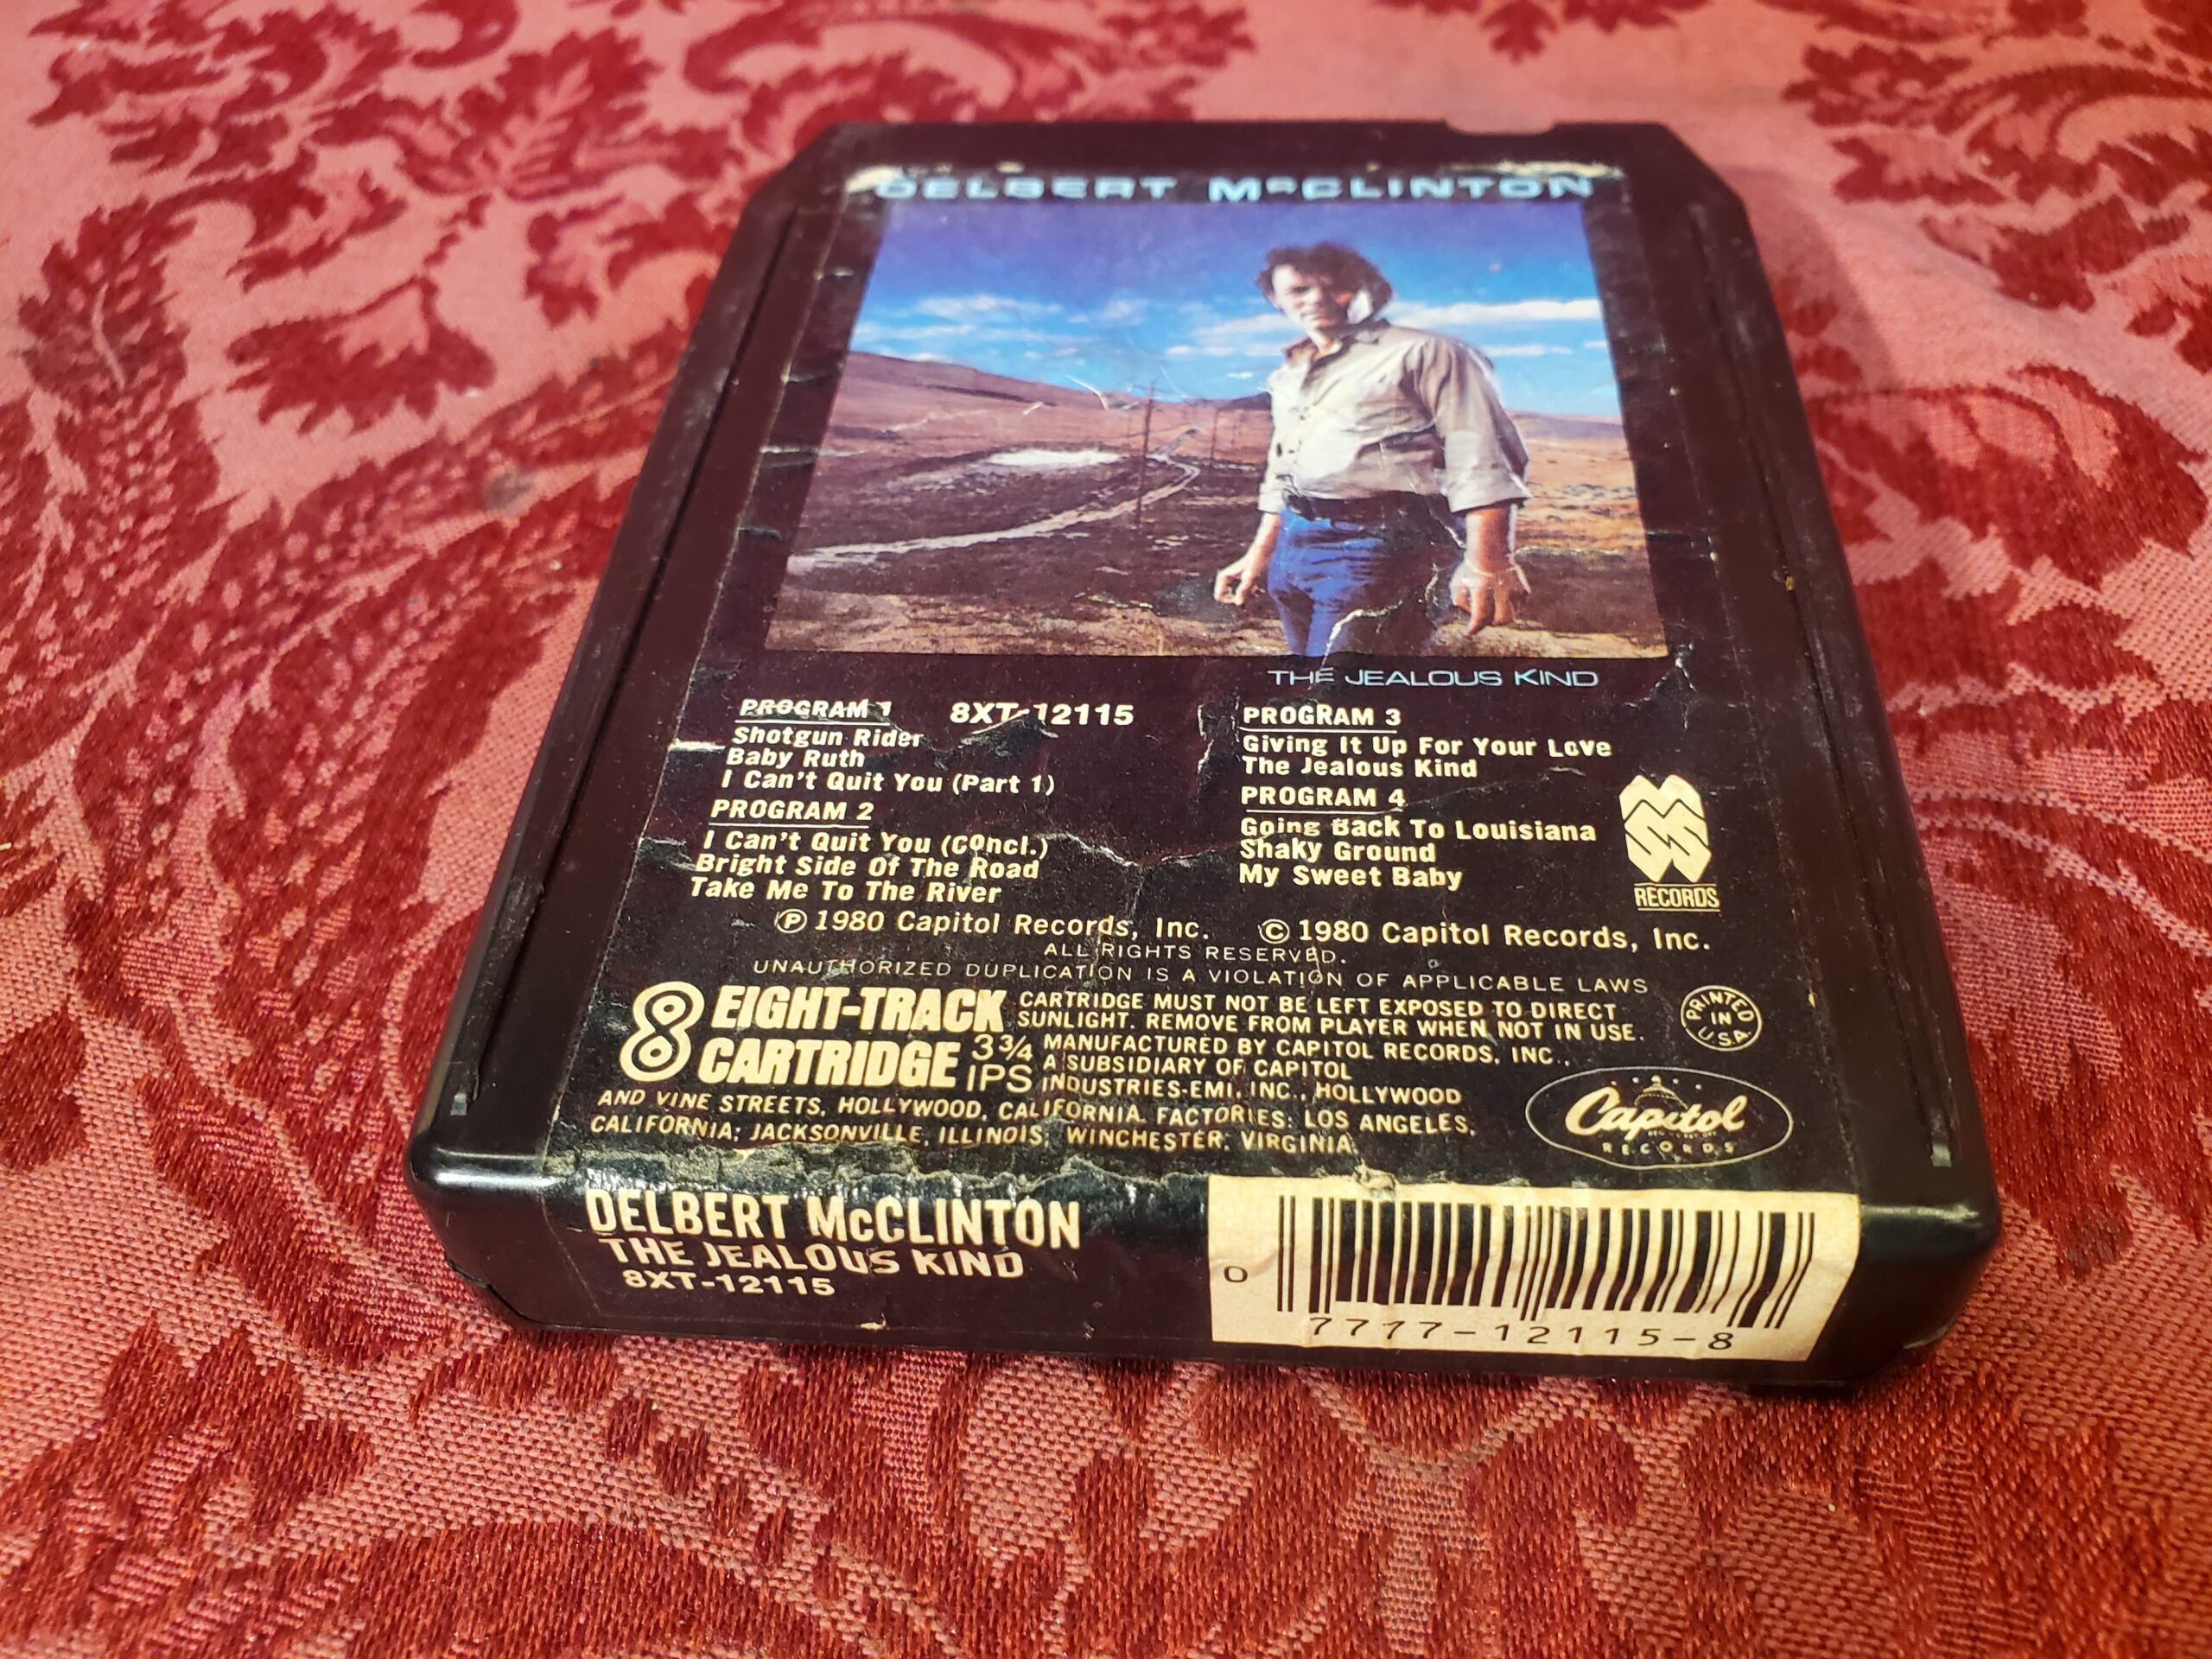 DELBERT McCLINTON
THE JEALOUS KIND
PROGRAM 1 8XT-12115
Shotgun Rider
Baby Ruth
I Can't Quit You (Part 1)
PROGRAM 2
I Can't Quit You (Concl.)
Bright Side Of The Road
Take Me To The River
PROGRAM 3
Giving It Up For Your Love
The Jealous Kind
PROGRAM 4
Going Back To Louisiana
Shaky Ground
My Sweet Baby
MSS
RECORDS
Ⓟ 1980 Capitol Records, Inc. © 1980 Capitol Records, Inc.
ALL RIGHTS RESERVED.
UNAUTHORIZED DUPLICATION IS A VIOLATION OF APPLICABLE LAWS
8 EIGHT-TRACK
CARTRIDGE 3¾ IPS
CARTRIDGE MUST NOT BE LEFT EXPOSED TO DIRECT
SUNLIGHT. REMOVE FROM PLAYER WHEN NOT IN USE.
MANUFACTURED BY CAPITOL RECORDS, INC.,
A SUBSIDIARY OF CAPITOL
INDUSTRIES-EMI, INC., HOLLYWOOD
AND VINE STREETS, HOLLYWOOD, CALIFORNIA. FACTORIES: LOS ANGELES,
CALIFORNIA; JACKSONVILLE, ILLINOIS; WINCHESTER, VIRGINIA.
PRINTED
IN
U.S.A.
Capitol
RECORDS
DELBERT McCLINTON
THE JEALOUS KIND
8XT-12115
0 7777-12115-8